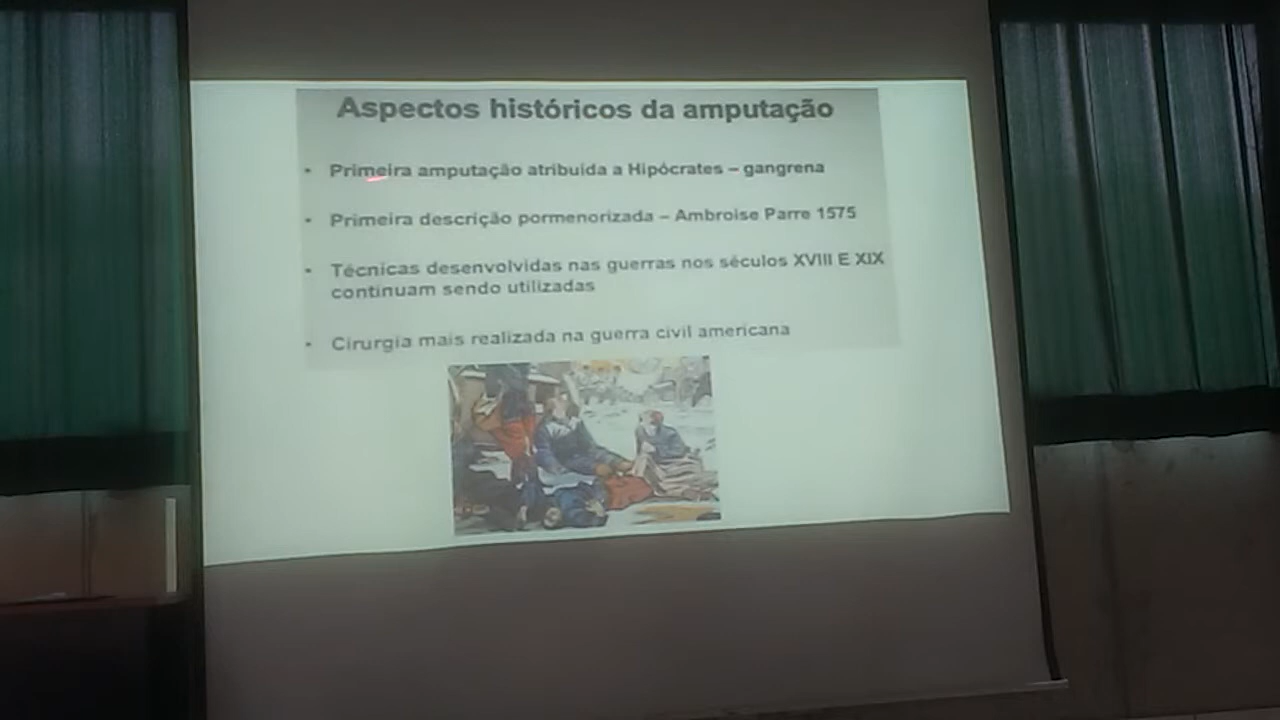 Aspectos históricos da amputação
• Primeira amputação atribuída a Hipócrates – gangrena
• Primeira descrição pormenorizada – Ambroise Parre 1575
• Técnicas desenvolvidas nas guerras nos séculos XVIII E XIX
continuam sendo utilizadas
• Cirurgia mais realizada na guerra civil americana